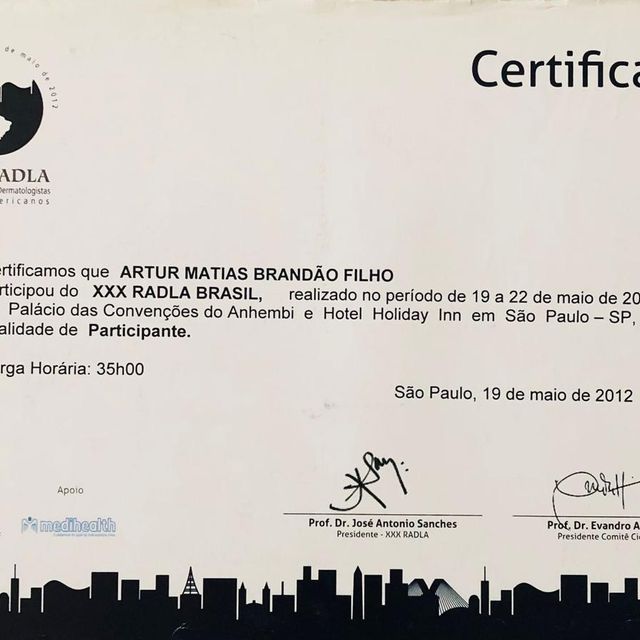 de maio de 2012
Certifica
ADLA
Dermatologistas
ericanos
ertificamos que ARTUR MATIAS BRANDÃO FILHO
rticipou do XXX RADLA BRASIL, realizado no período de 19 a 22 de maio de 20
Palácio das Convenções do Anhembi e Hotel Holiday Inn em São Paulo – SP,
alidade de Participante.
rga Horária: 35h00
São Paulo, 19 de maio de 2012
Apoio
medihealth
Prof. Dr. José Antonio Sanches
Presidente - XXX RADLA
Prof. Dr. Evandro A
Presidente Comitê Cie